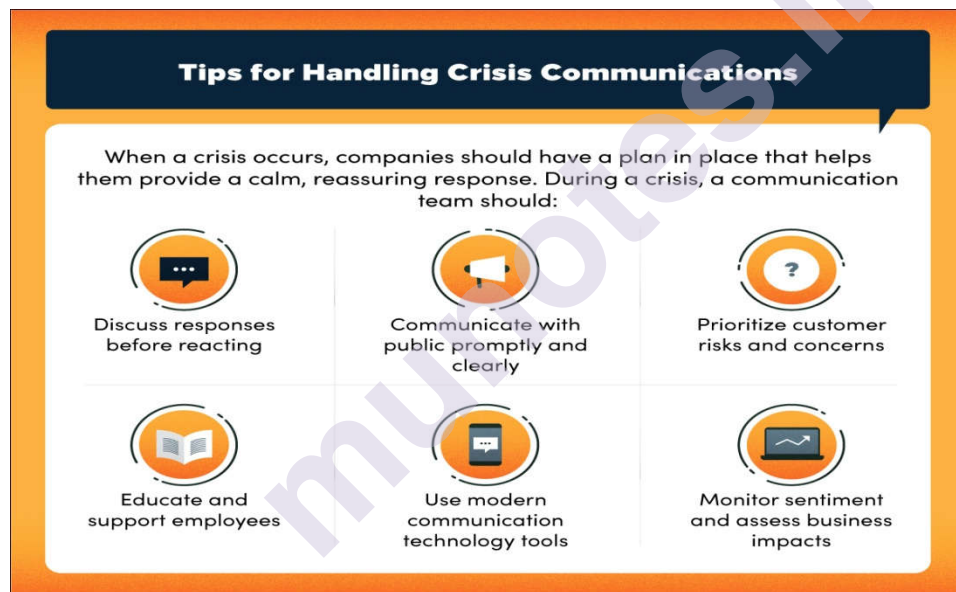 Tips for Handling Crisis Communications
When a crisis occurs, companies should have a plan in place that helps
them provide a calm, reassuring response. During a crisis, a communication
team should:
Discuss responses
before reacting
Communicate with
public promptly and
clearly
?
Prioritize customer
risks and concerns
Educate and
support employees
Use modern
communication
technology tools
Monitor sentiment
and assess business
impacts